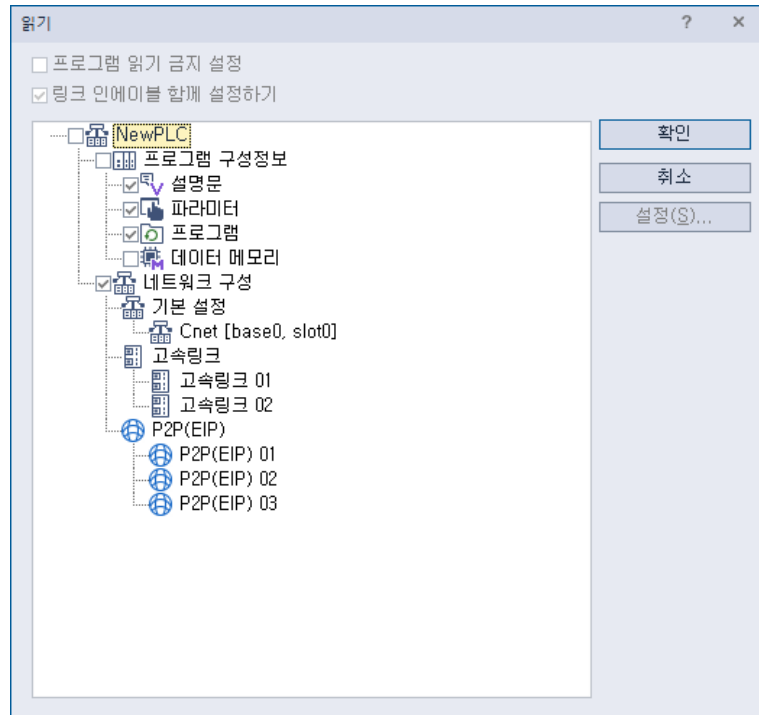 읽기
프로그램 읽기 금지 설정
링크 인에이블 함께 설정하기
NewPLC
프로그램 구성정보
설명문
파라미터
프로그램
데이터 메모리
네트워크 구성
기본 설정
Cnet [base0, slot0]
고속링크
고속링크 01
고속링크 02
P2P(EIP)
P2P(EIP) 01
P2P(EIP) 02
P2P(EIP) 03
확인
취소
설정(S)...